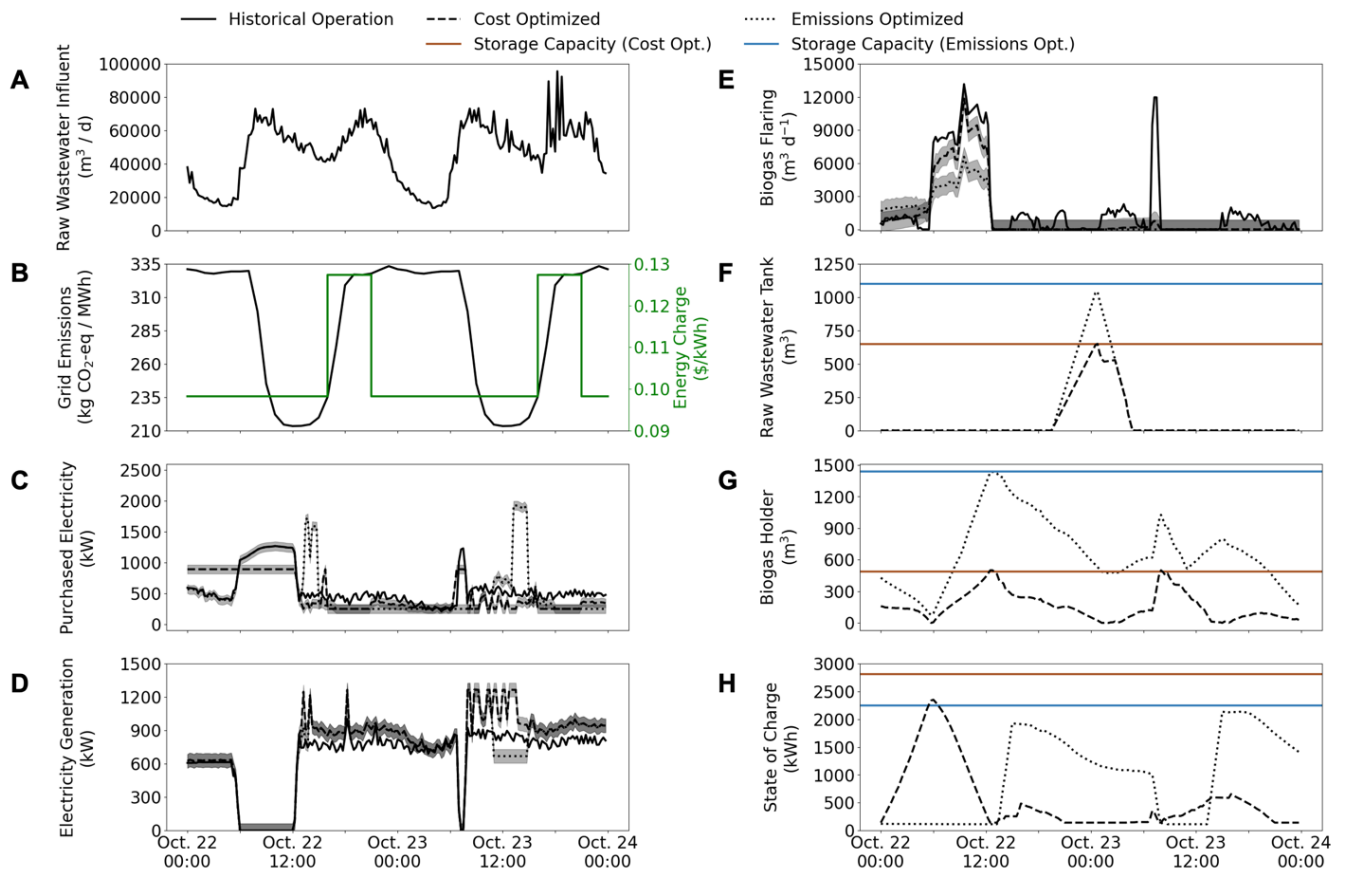 Historical Operation
Cost Optimized
Emissions Optimized
Storage Capacity (Cost Opt.)
Storage Capacity (Emissions Opt.)
A
Raw Wastewater Influent
(m³ / d)
100000
80000
60000
40000
20000
0
B
Grid Emissions
(kg CO₂-eq / MWh)
335
310
285
260
235
210
0.13
0.12
0.11
0.10
0.09
Energy Charge
($/kWh)
C
Purchased Electricity
(kW)
2500
2000
1500
1000
500
0
D
Electricity Generation
(kW)
1500
1200
900
600
300
0
Oct. 22
00:00
Oct. 22
12:00
Oct. 23
00:00
Oct. 23
12:00
Oct. 24
00:00
E
Biogas Flaring
(m³ d⁻¹)
15000
12000
9000
6000
3000
0
F
Raw Wastewater Tank
(m³)
1250
1000
750
500
250
0
G
Biogas Holder
(m³)
1500
1200
900
600
300
0
H
State of Charge
(kWh)
3000
2500
2000
1500
1000
500
0
Oct. 22
00:00
Oct. 22
12:00
Oct. 23
00:00
Oct. 23
12:00
Oct. 24
00:00